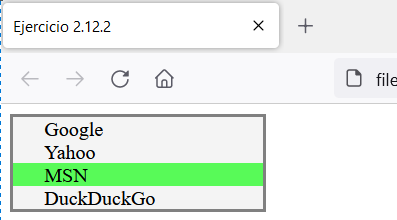 Ejercicio 2.12.2
file
Google
Yahoo
MSN
DuckDuckGo